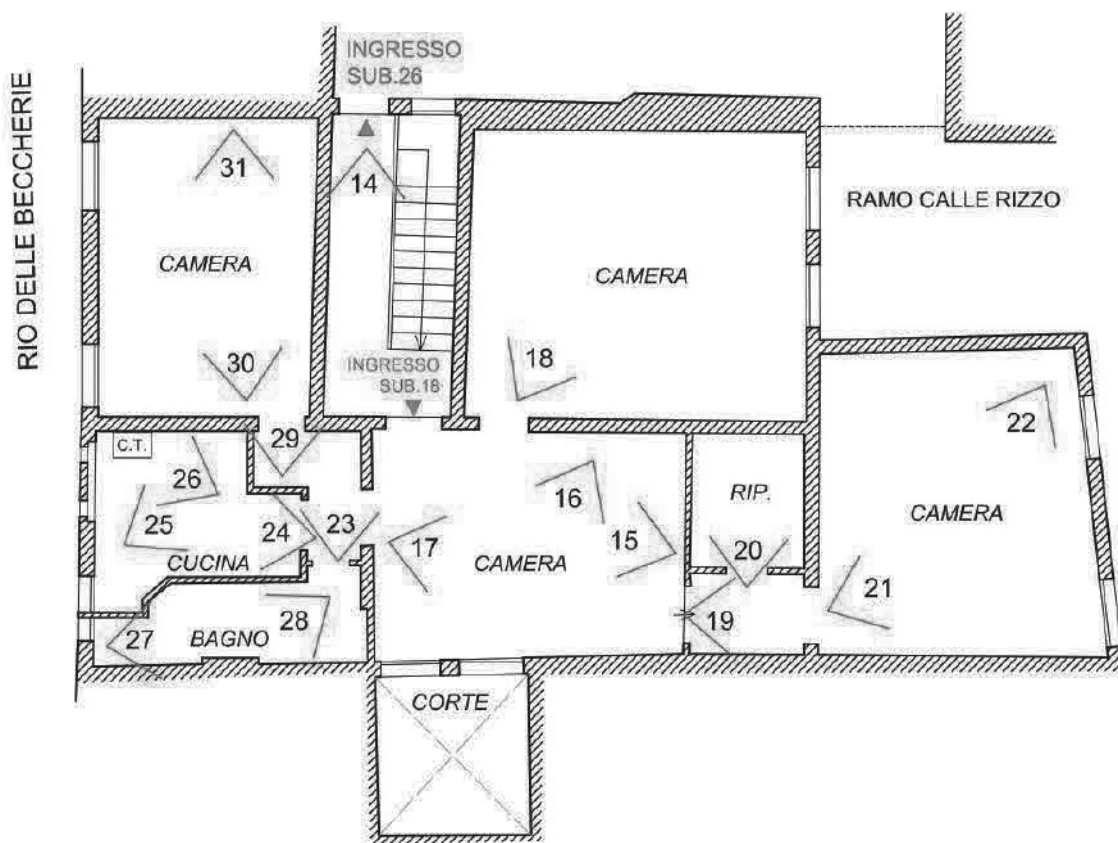 INGRESSO
SUB.26
RIO DELLE BECCHERIE
31
14
RAMO CALLE RIZZO
CAMERA
CAMERA
30
18
INGRESSO
SUB.18
22
29
C.T.
26
16
RIP.
CAMERA
25
24
23
17
15
CUCINA
CAMERA
20
21
27
28
19
BAGNO
CORTE